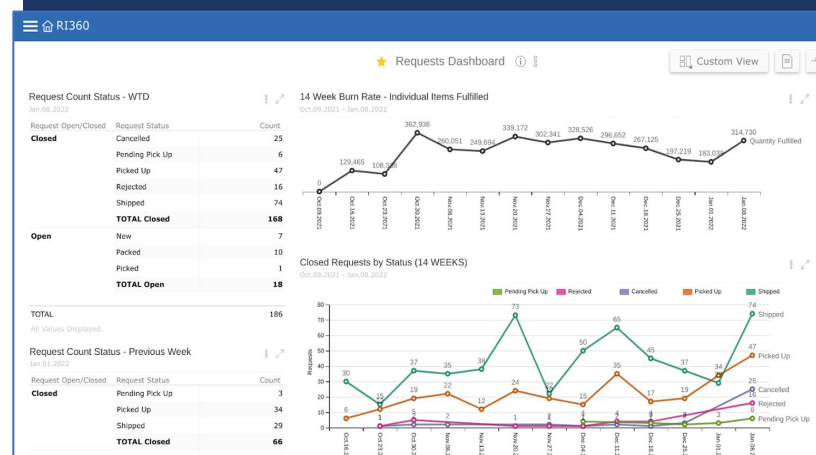 RI360
Requests Dashboard
Custom View
Request Count Status - WTD
Jan.08.2022
Request Open/Closed Request Status Count
Closed Cancelled 25
Pending Pick Up 6
Picked Up 47
Rejected 16
Shipped 74
TOTAL Closed 168
Open New 7
Packed 10
Picked 1
TOTAL Open 18
TOTAL 186
All Values Displayed.
Request Count Status - Previous Week
Jan.01.2022
Request Open/Closed Request Status Count
Closed Pending Pick Up 3
Picked Up 34
Shipped 29
TOTAL Closed 66
14 Week Burn Rate - Individual Items Fulfilled
Oct.09.2021 - Jan.08.2022
0 129,465 362,936 260,051 249,694 339,172 302,341 328,526 296,652 267,125 197,219 314,730
Quantity Fulfilled
Oct.09.2021 Oct.16.2021 Oct.23.2021 Oct.30.2021 Nov.06.2021 Nov.13.2021 Nov.20.2021 Nov.27.2021 Dec.04.2021 Dec.11.2021 Dec.18.2021 Dec.25.2021 Jan.01.2022 Jan.08.2022
Closed Requests by Status (14 WEEKS)
Oct.09.2021 - Jan.08.2022
Pending Pick Up Rejected Cancelled Picked Up Shipped
Requests
80
70
60
50
40
30
20
10
0
30 15 37 35 38 73 50 65 45 37 74
Shipped
6 19 22 12 24 15 35 17 19 34 47
Picked Up
25
Cancelled
16
Rejected
1 5 2 1 3 6
Pending Pick Up